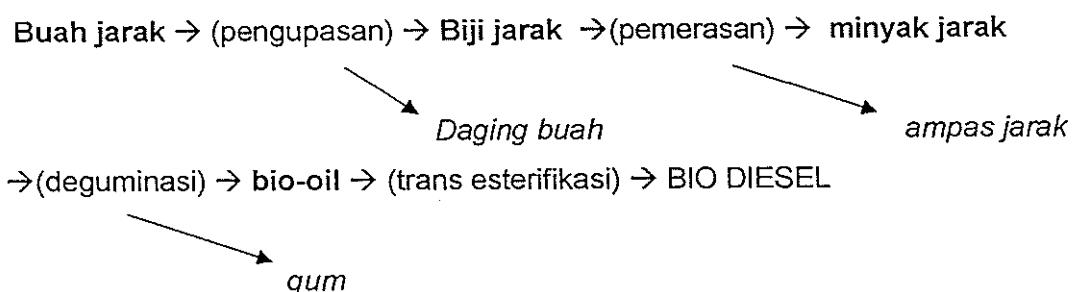 Buah jarak → (pengupasan) → Biji jarak →(pemerasan) → minyak jarak
Daging buah
ampas jarak
→(deguminasi) → bio-oil → (trans esterifikasi) → BIO DIESEL
gum